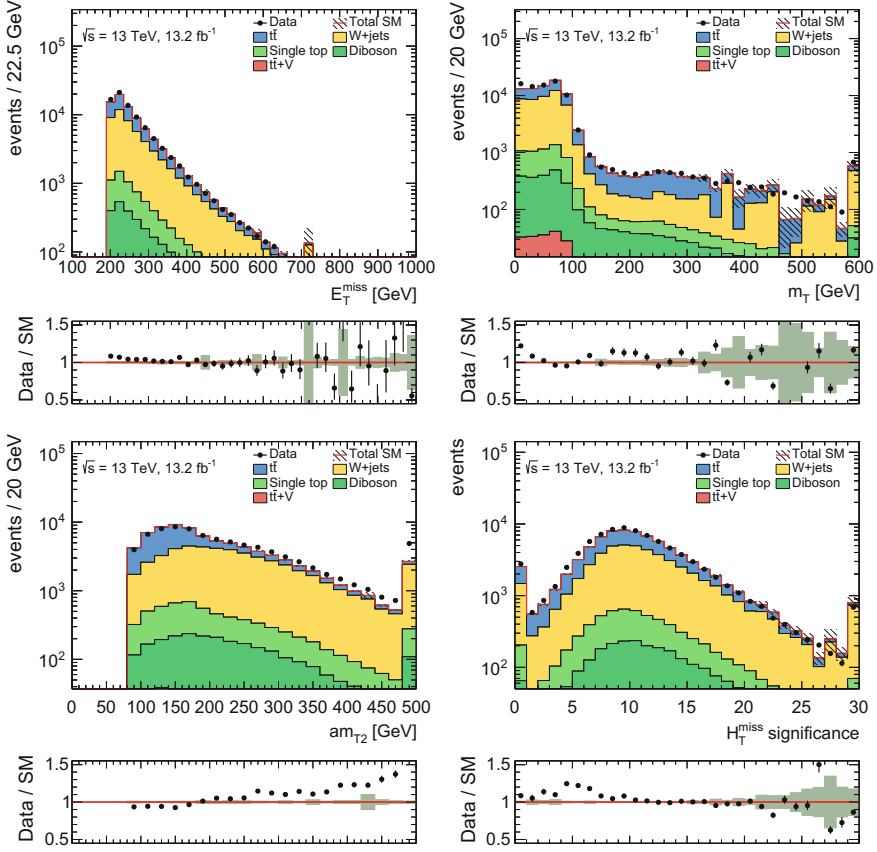 events / 22.5 GeV
10⁵
10⁴
10³
10²
√s = 13 TeV, 13.2 fb⁻¹
Data
Total SM
tt̄
W+jets
Single top
Diboson
tt̄+V
100 200 300 400 500 600 700 800 900 1000
E_T^miss [GeV]
Data / SM
1.5
1
0.5
events / 20 GeV
10⁵
10⁴
10³
10²
√s = 13 TeV, 13.2 fb⁻¹
Data
Total SM
tt̄
W+jets
Single top
Diboson
tt̄+V
0 100 200 300 400 500 600
m_T [GeV]
Data / SM
1.5
1
0.5
events / 20 GeV
10⁵
10⁴
10³
10²
√s = 13 TeV, 13.2 fb⁻¹
Data
Total SM
tt̄
W+jets
Single top
Diboson
tt̄+V
0 50 100 150 200 250 300 350 400 450 500
am_T2 [GeV]
Data / SM
1.5
1
0.5
events
10⁵
10⁴
10³
10²
√s = 13 TeV, 13.2 fb⁻¹
Data
Total SM
tt̄
W+jets
Single top
Diboson
tt̄+V
0 5 10 15 20 25 30
H_T^miss significance
Data / SM
1.5
1
0.5